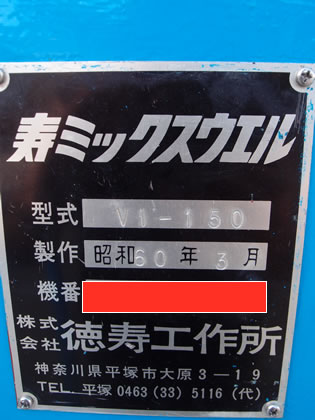 寿ミックスウエル
型式 V1-150
製作 昭和60年3月
機番
株式会社 徳寿工作所
神奈川県平塚市大原3-19
TEL. 平塚 0463 (33) 5116 (代)